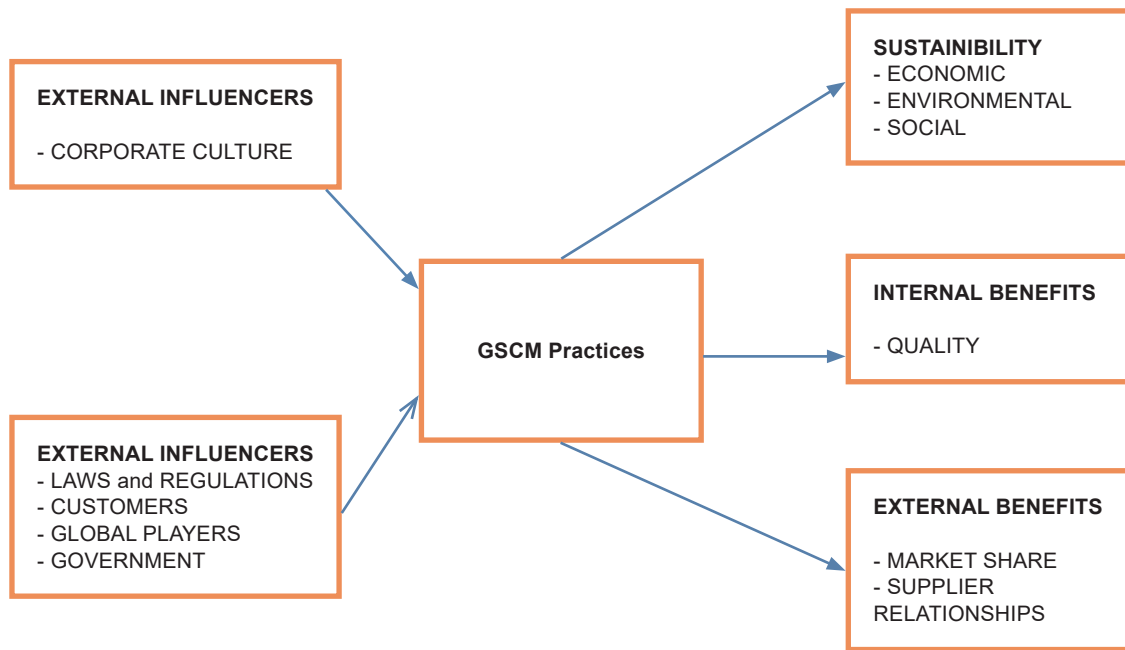 EXTERNAL INFLUENCERS
- CORPORATE CULTURE
EXTERNAL INFLUENCERS
- LAWS and REGULATIONS
- CUSTOMERS
- GLOBAL PLAYERS
- GOVERNMENT
GSCM Practices
SUSTAINIBILITY
- ECONOMIC
- ENVIRONMENTAL
- SOCIAL
INTERNAL BENEFITS
- QUALITY
EXTERNAL BENEFITS
- MARKET SHARE
- SUPPLIER
RELATIONSHIPS